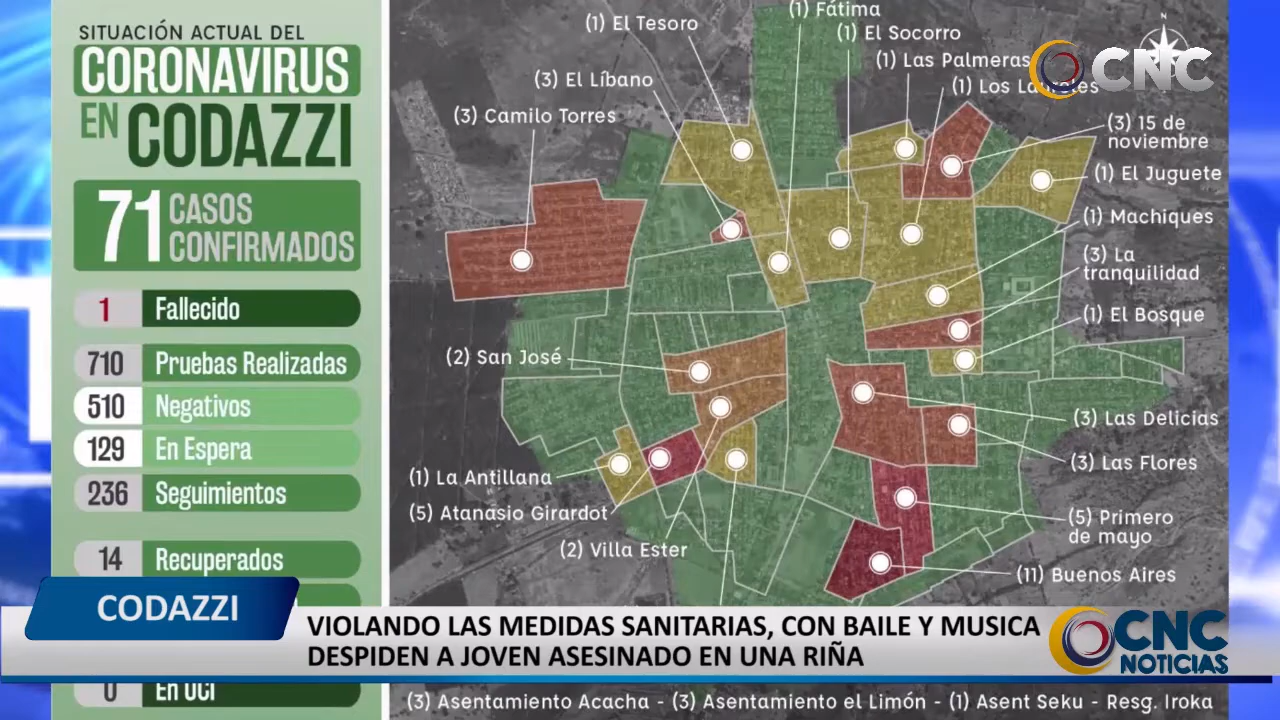 SITUACIÓN ACTUAL DEL
CORONAVIRUS
EN CODAZZI
71 CASOS
CONFIRMADOS
1 Fallecido
710 Pruebas Realizadas
510 Negativos
129 En Espera
236 Seguimientos
14 Recuperados
0 En UCI
(1) El Tesoro
(1) Fátima
(1) El Socorro
(1) Las Palmeras
(1) Los Laureles
(3) El Líbano
(3) Camilo Torres
(3) 15 de
noviembre
(1) El Juguete
(1) Machiques
(3) La
tranquilidad
(1) El Bosque
(2) San José
(3) Las Delicias
(3) Las Flores
(1) La Antillana
(5) Atanasio Girardot
(2) Villa Ester
(5) Primero
de mayo
(11) Buenos Aires
N
CNC
CODAZZI
VIOLANDO LAS MEDIDAS SANITARIAS, CON BAILE Y MUSICA
DESPIDEN A JOVEN ASESINADO EN UNA RIÑA
CNC
NOTICIAS
(3) Asentamiento Acacha - (3) Asentamiento el Limón - (1) Asent Seku - Resg. Iroka